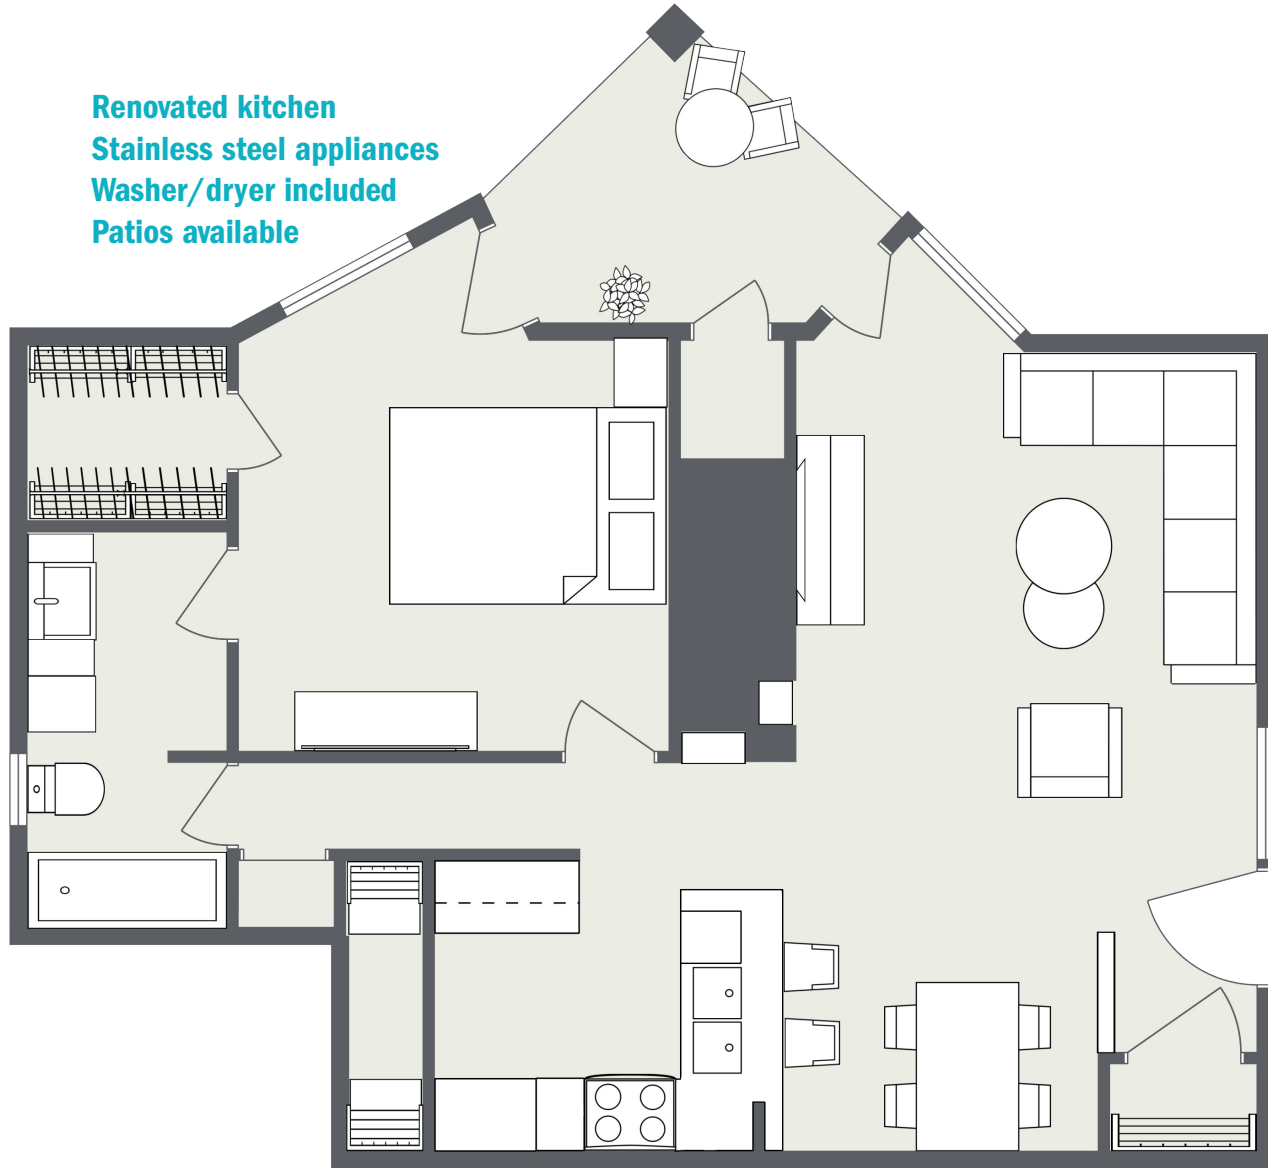 Renovated kitchen
Stainless steel appliances
Washer/dryer included
Patios available